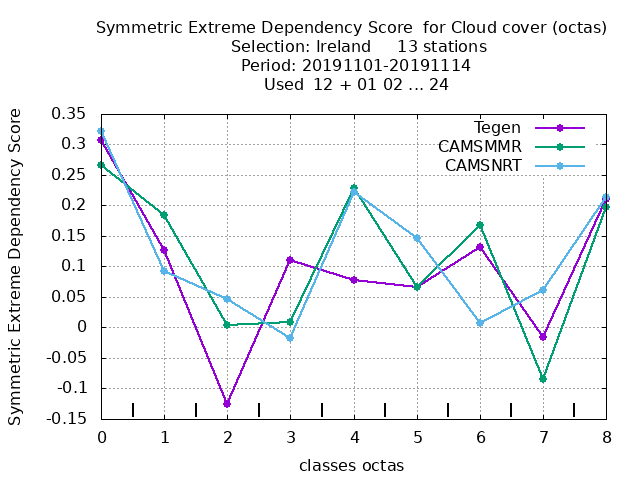 Symmetric Extreme Dependency Score  for Cloud cover (octas)
Selection: Ireland     13 stations
Period: 20191101-20191114
Used  12 + 01 02 ... 24
Symmetric Extreme Dependency Score
0.35
0.3
0.25
0.2
0.15
0.1
0.05
0
-0.05
-0.1
-0.15
Tegen
CAMSMMR
CAMSNRT
0 1 2 3 4 5 6 7 8
classes octas